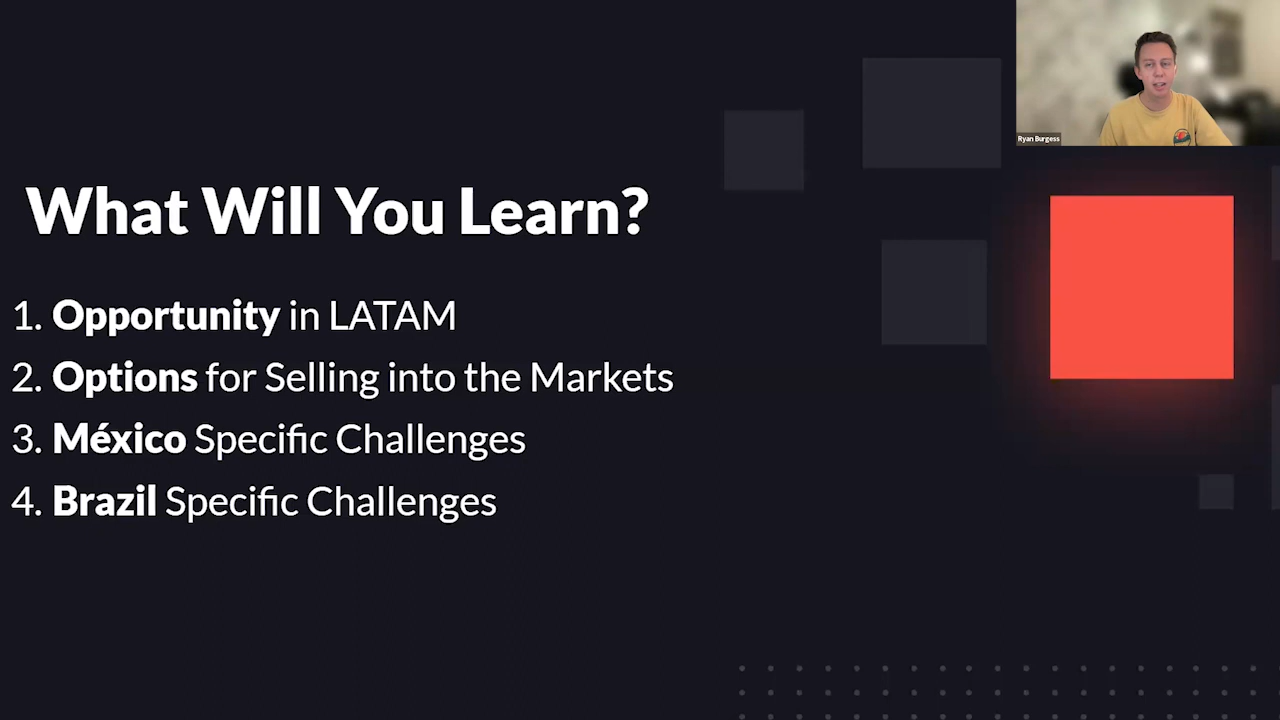 What Will You Learn?
1. Opportunity in LATAM
2. Options for Selling into the Markets
3. México Specific Challenges
4. Brazil Specific Challenges
Ryan Burgess